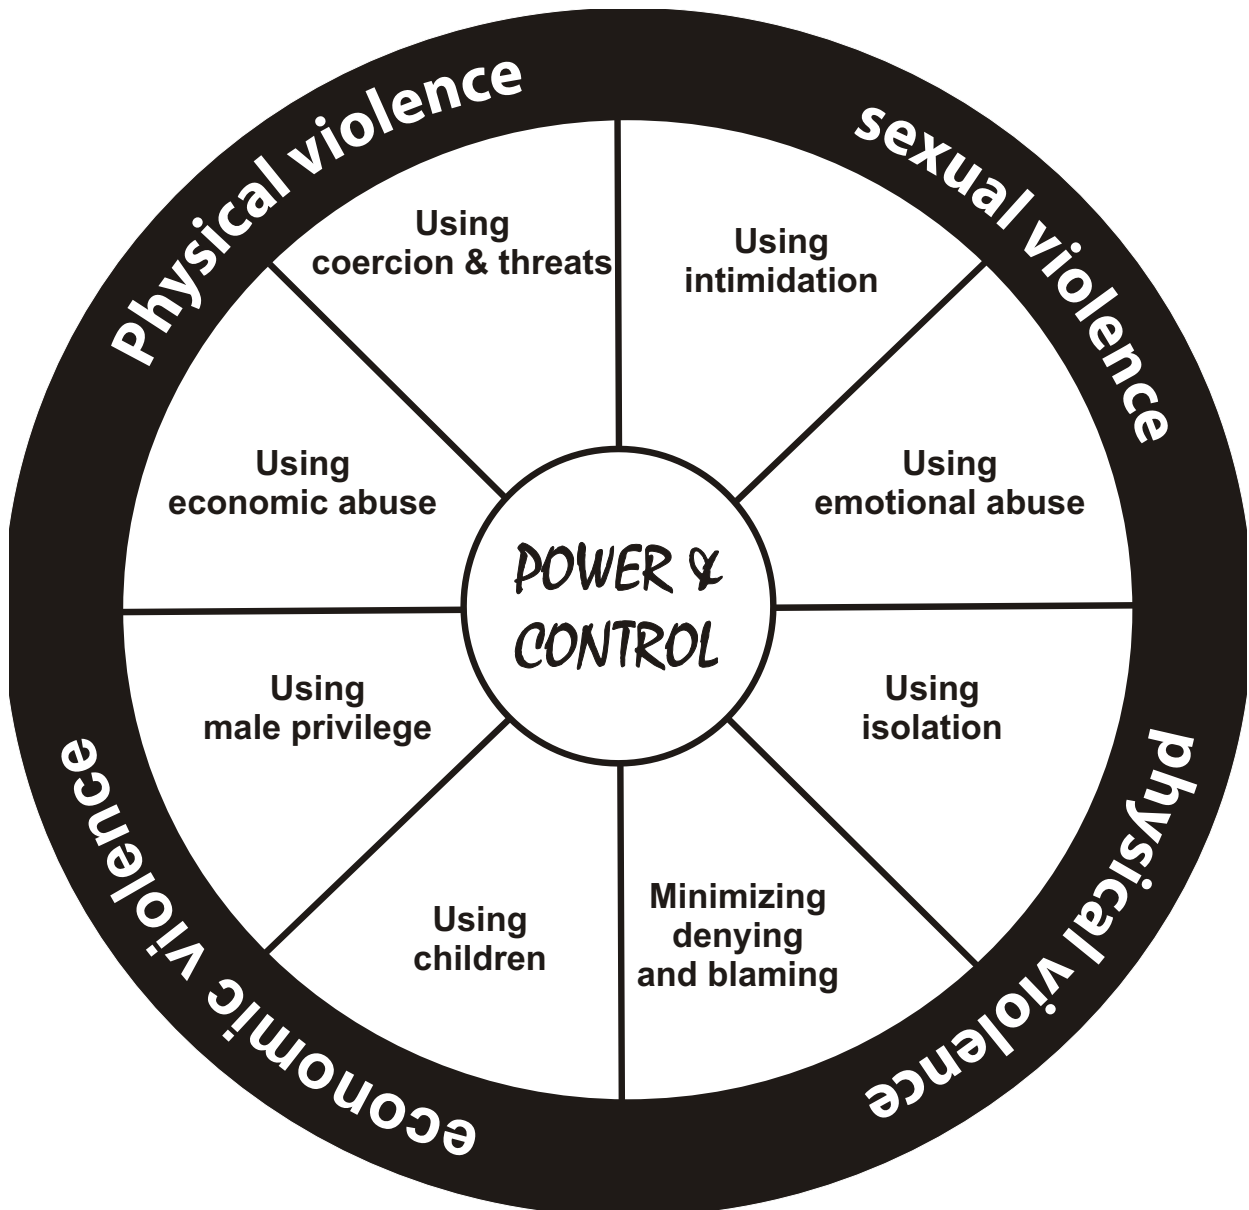 Physical violence
sexual violence
physical violence
economic violence
Using
coercion & threats
Using
intimidation
Using
emotional abuse
Using
isolation
Minimizing
denying
and blaming
Using
children
Using
male privilege
Using
economic abuse
POWER &
CONTROL